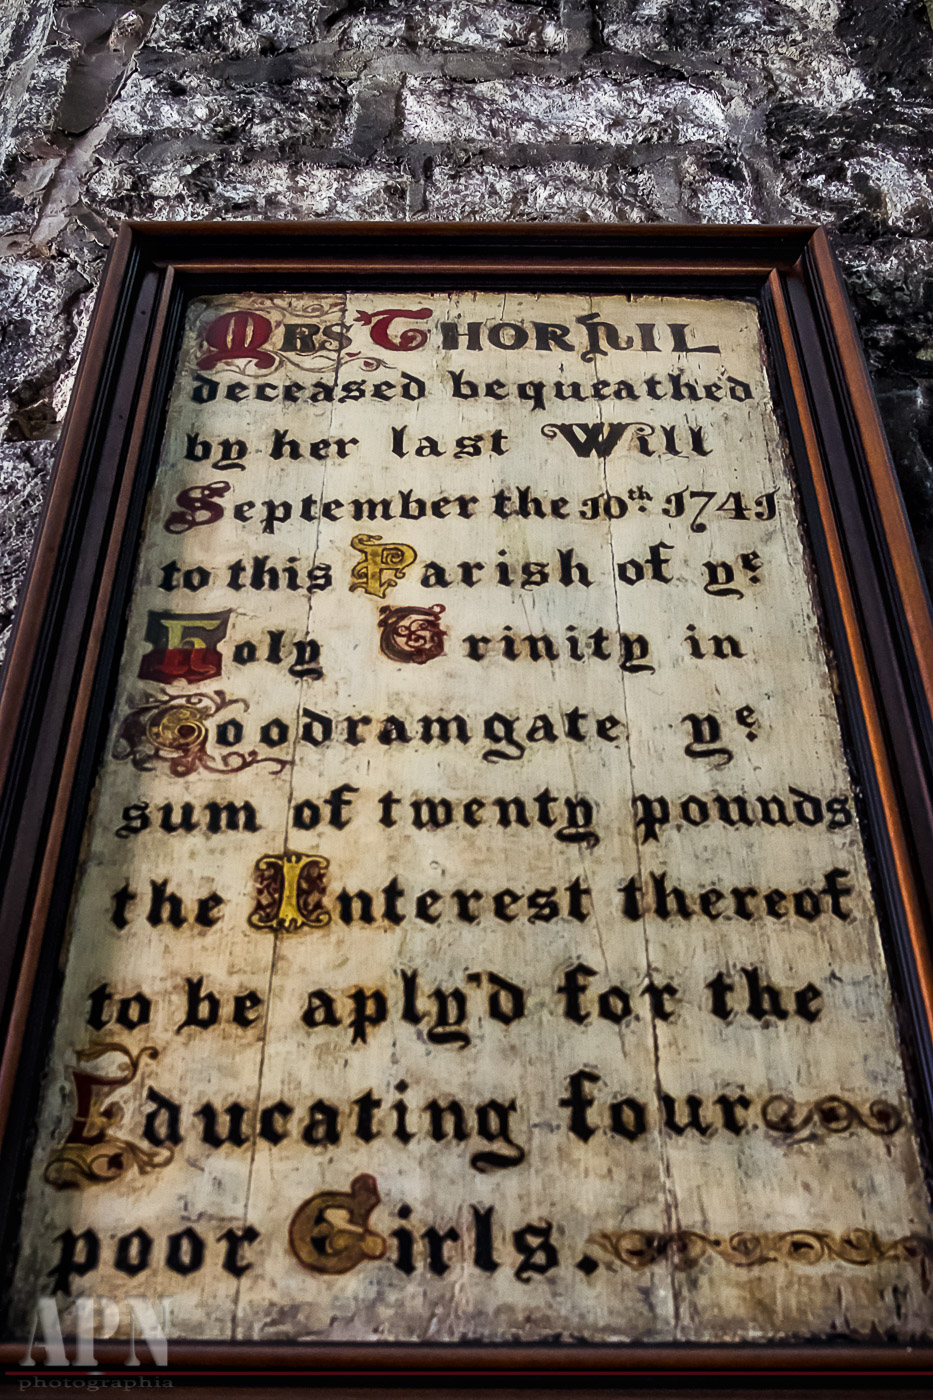 MRS THORNIL
deceased bequeathed
by her last Will
September the 10th. 1741
to this Parish of ye.
Holy Trinity in
Goodramgate ye.
sum of twenty pounds
the Interest thereof
to be aply'd for the
Educating four
poor Girls.
APN
photographia